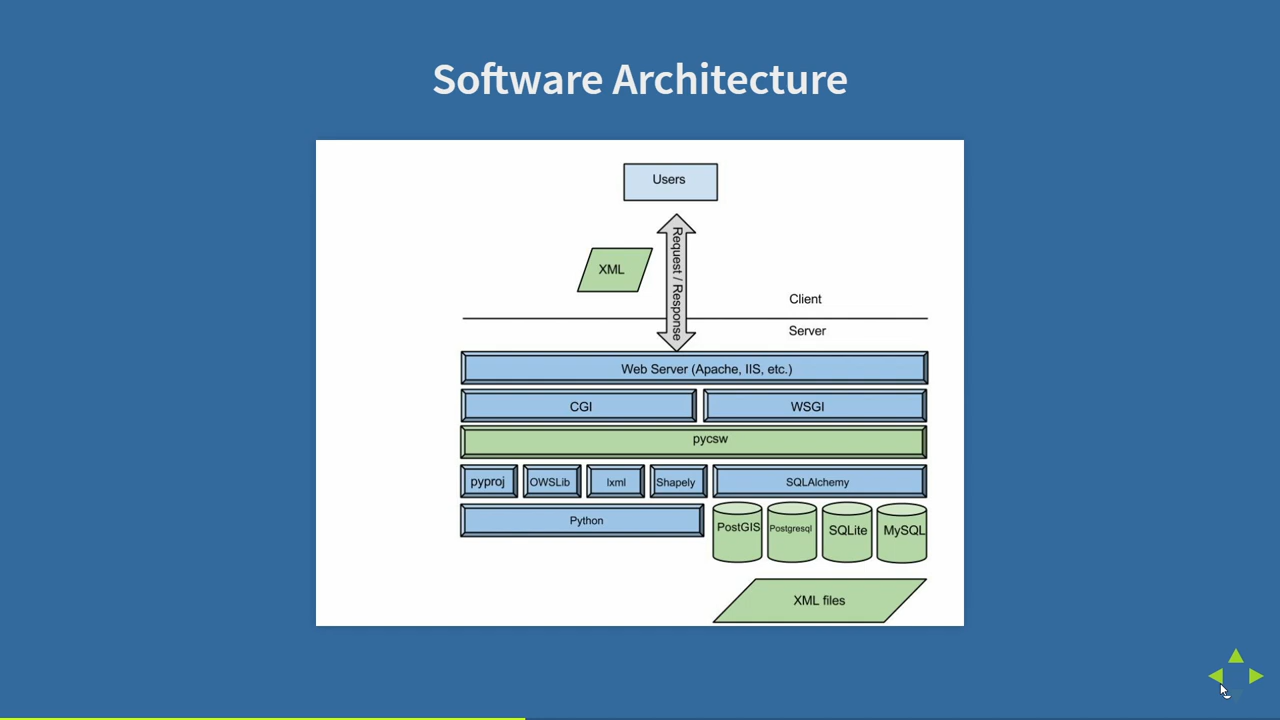 Software Architecture
Users
Request / Response
XML
Client
Server
Web Server (Apache, IIS, etc.)
CGI WSGI
pycsw
pyproj OWSLib lxml Shapely SQLAlchemy
Python
PostGIS Postgresql SQLite MySQL
XML files